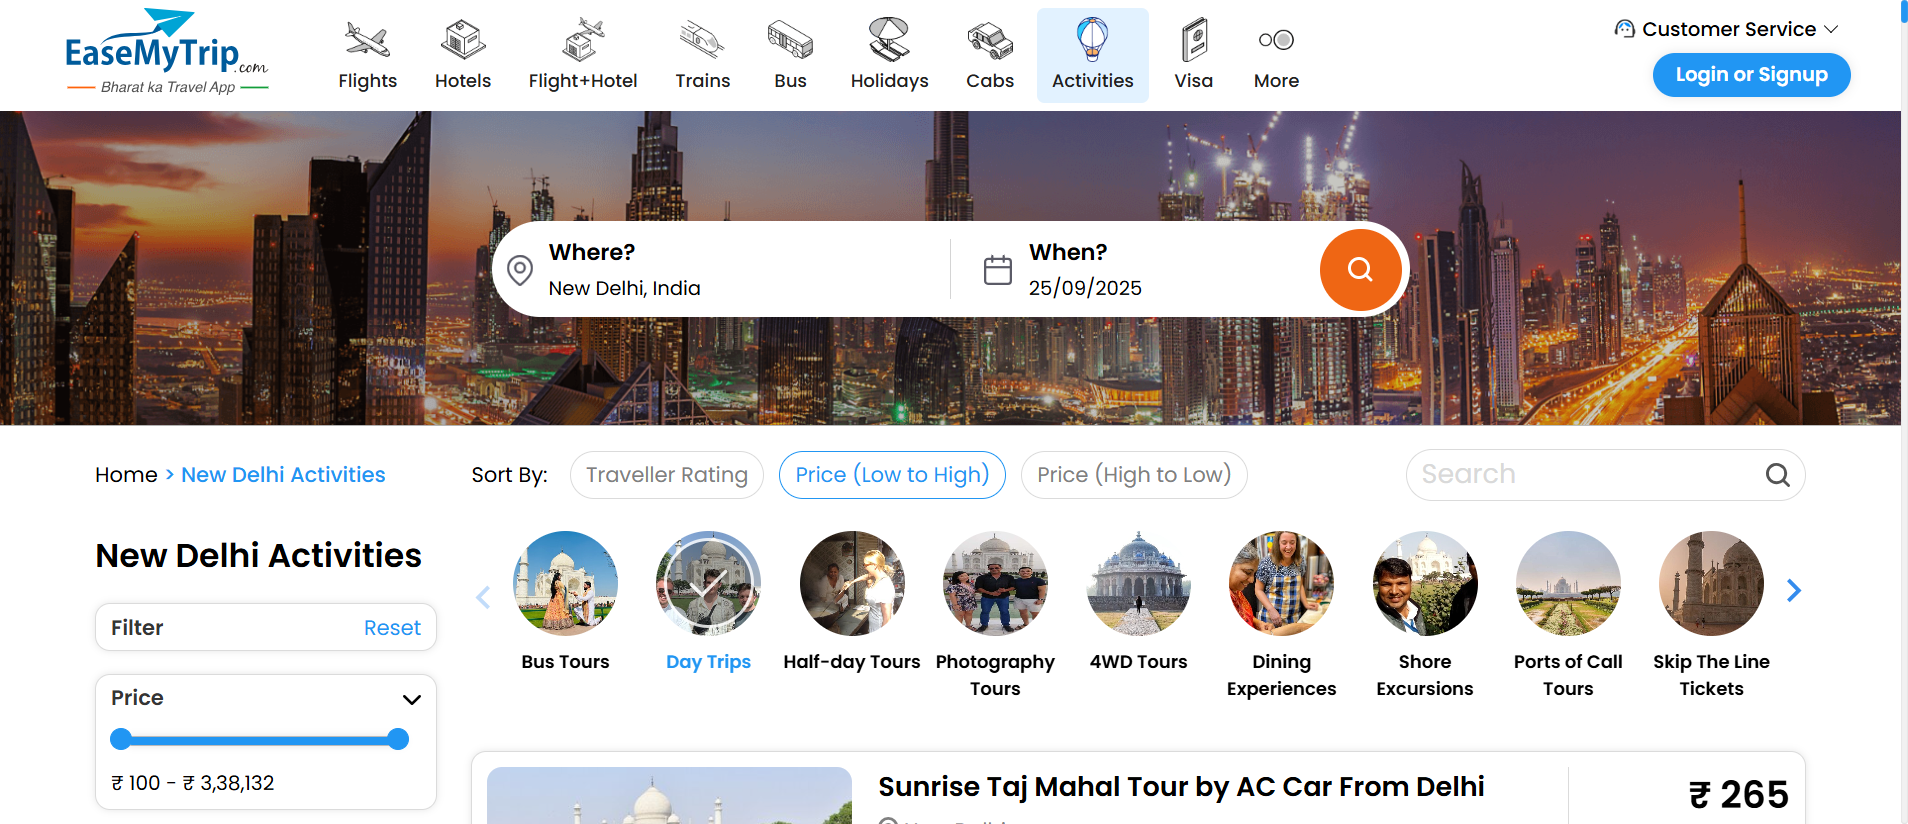 EaseMyTrip.com
Bharat ka Travel App
Flights
Hotels
Flight+Hotel
Trains
Bus
Holidays
Cabs
Activities
Visa
More
Customer Service
Login or Signup
Where?
New Delhi, India
When?
25/09/2025
Home > New Delhi Activities
Sort By:
Traveller Rating
Price (Low to High)
Price (High to Low)
Search
New Delhi Activities
Filter
Reset
Price
₹ 100 - ₹ 3,38,132
Bus Tours
Day Trips
Half-day Tours
Photography
Tours
4WD Tours
Dining
Experiences
Shore
Excursions
Ports of Call
Tours
Skip The Line
Tickets
Sunrise Taj Mahal Tour by AC Car From Delhi
₹ 265